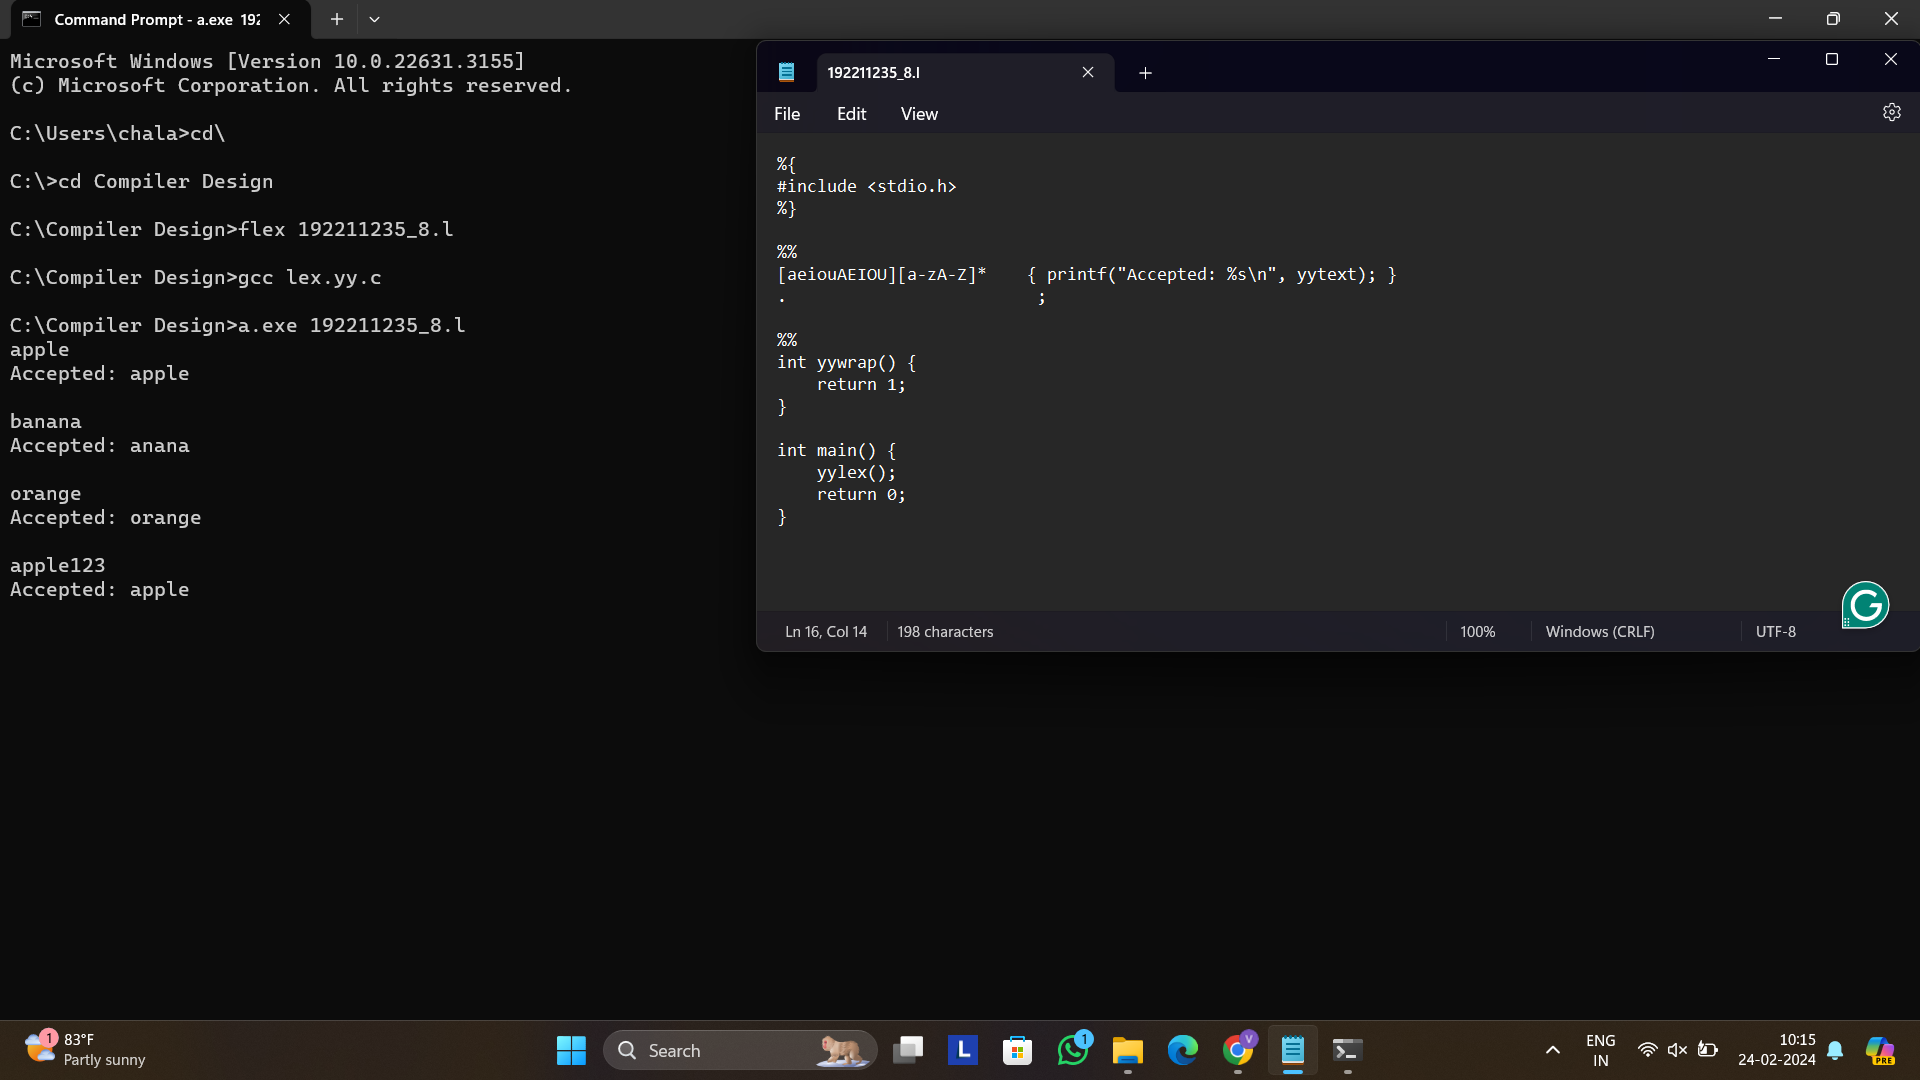 Command Prompt - a.exe 192
Microsoft Windows [Version 10.0.22631.3155]
(c) Microsoft Corporation. All rights reserved.
C:\Users\chala>cd\
C:\>cd Compiler Design
C:\Compiler Design>flex 192211235_8.l
C:\Compiler Design>gcc lex.yy.c
C:\Compiler Design>a.exe 192211235_8.l
apple
Accepted: apple
banana
Accepted: anana
orange
Accepted: orange
apple123
Accepted: apple
192211235_8.l
File Edit View
%{
#include <stdio.h>
%}
%%
[aeiouAEIOU][a-zA-Z]*    { printf("Accepted: %s\n", yytext); }
.                         ;
%%
int yywrap() {
    return 1;
}
int main() {
    yylex();
    return 0;
}
Ln 16, Col 14 198 characters 100% Windows (CRLF) UTF-8
G
1
83°F
Partly sunny
Search
L
1
V
ENG
IN
10:15
24-02-2024
PRE